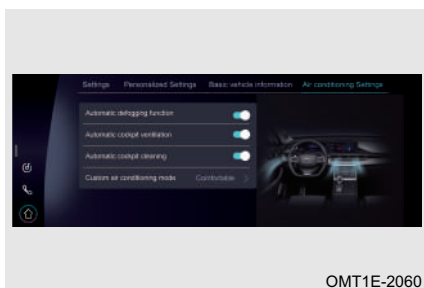 Settings Personalized Settings Basic vehicle information Air conditioning Settings
Automatic defogging function
Automatic cockpit ventilation
Automatic cockpit cleaning
Custom air conditioning mode Comfortable >
OMT1E-2060